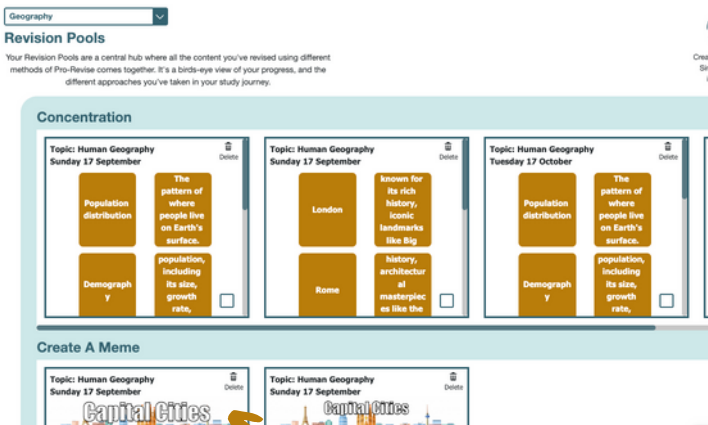 Geography
Revision Pools
Your Revision Pools are a central hub where all the content you've revised using different
methods of Pro-Revise comes together. It's a birds-eye view of your progress, and the
different approaches you've taken in your study journey.
Crea
Si
Concentration
Topic: Human Geography
Sunday 17 September
Delete
Population
distribution
The
pattern of
where
people live
on Earth's
surface.
Demograph
y
population,
including
its size,
growth
rate,
Topic: Human Geography
Sunday 17 September
Delete
London
known for
its rich
history,
iconic
landmarks
like Big
Rome
history,
architectur
al
masterpiec
es like the
Topic: Human Geography
Tuesday 17 October
Delete
Population
distribution
The
pattern of
where
people live
on Earth's
surface.
Demograph
y
population,
including
its size,
growth
rate,
Create A Meme
Topic: Human Geography
Sunday 17 September
Delete
Capital Cities
Topic: Human Geography
Sunday 17 September
Delete
Capital Cities